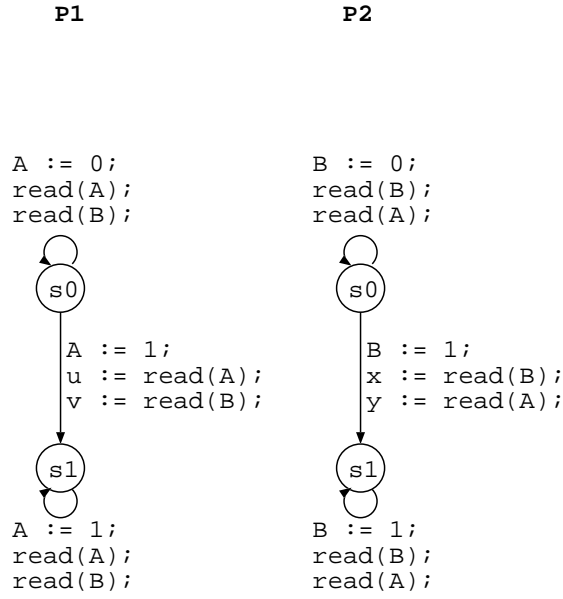 P1 P2
A := 0; B := 0;
read(A); read(B);
read(B); read(A);
s0 s0
A := 1; B := 1;
u := read(A); x := read(B);
v := read(B); y := read(A);
s1 s1
A := 1; B := 1;
read(A); read(B);
read(B); read(A);